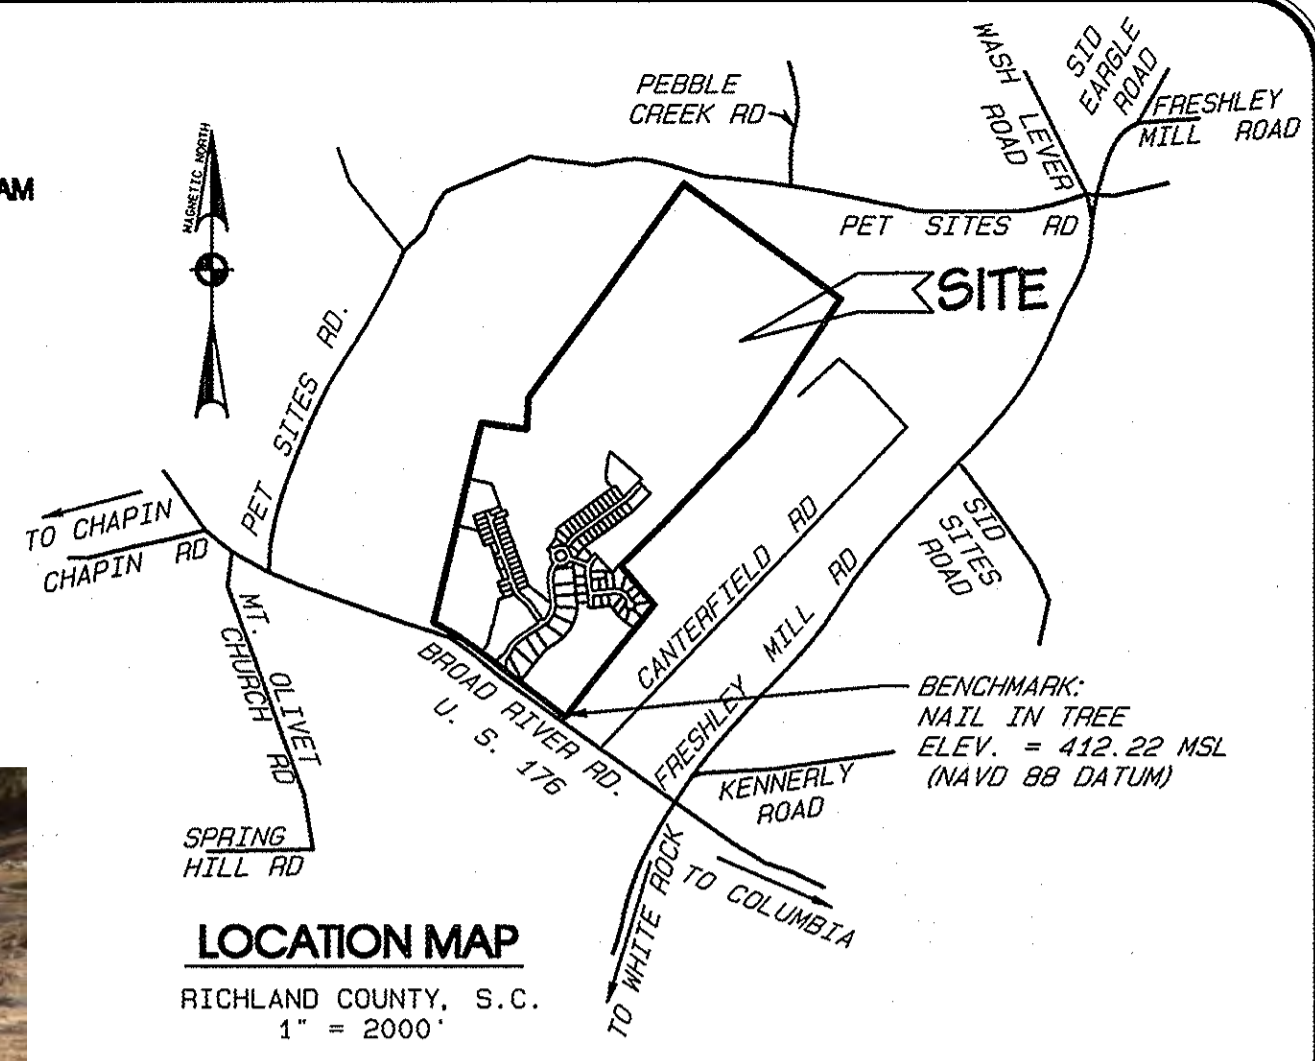 WASH LEVER
ROAD
SID
EARGLE
ROAD
PEBBLE
CREEK RD
FRESHLEY
MILL ROAD
MAGNETIC NORTH
AM
PET SITES RD
SITE
PET SITES RD.
TO CHAPIN
CHAPIN RD
SID
SITES
ROAD
CANTERFIELD RD
FRESHLEY MILL RD
MT. OLIVET
CHURCH RD
BROAD RIVER RD.
U. S. 176
BENCHMARK:
NAIL IN TREE
ELEV. = 412.22 MSL
(NAVD 88 DATUM)
KENNERLY
ROAD
SPRING
HILL RD
TO WHITE ROCK
TO COLUMBIA
LOCATION MAP
RICHLAND COUNTY, S.C.
1" = 2000'